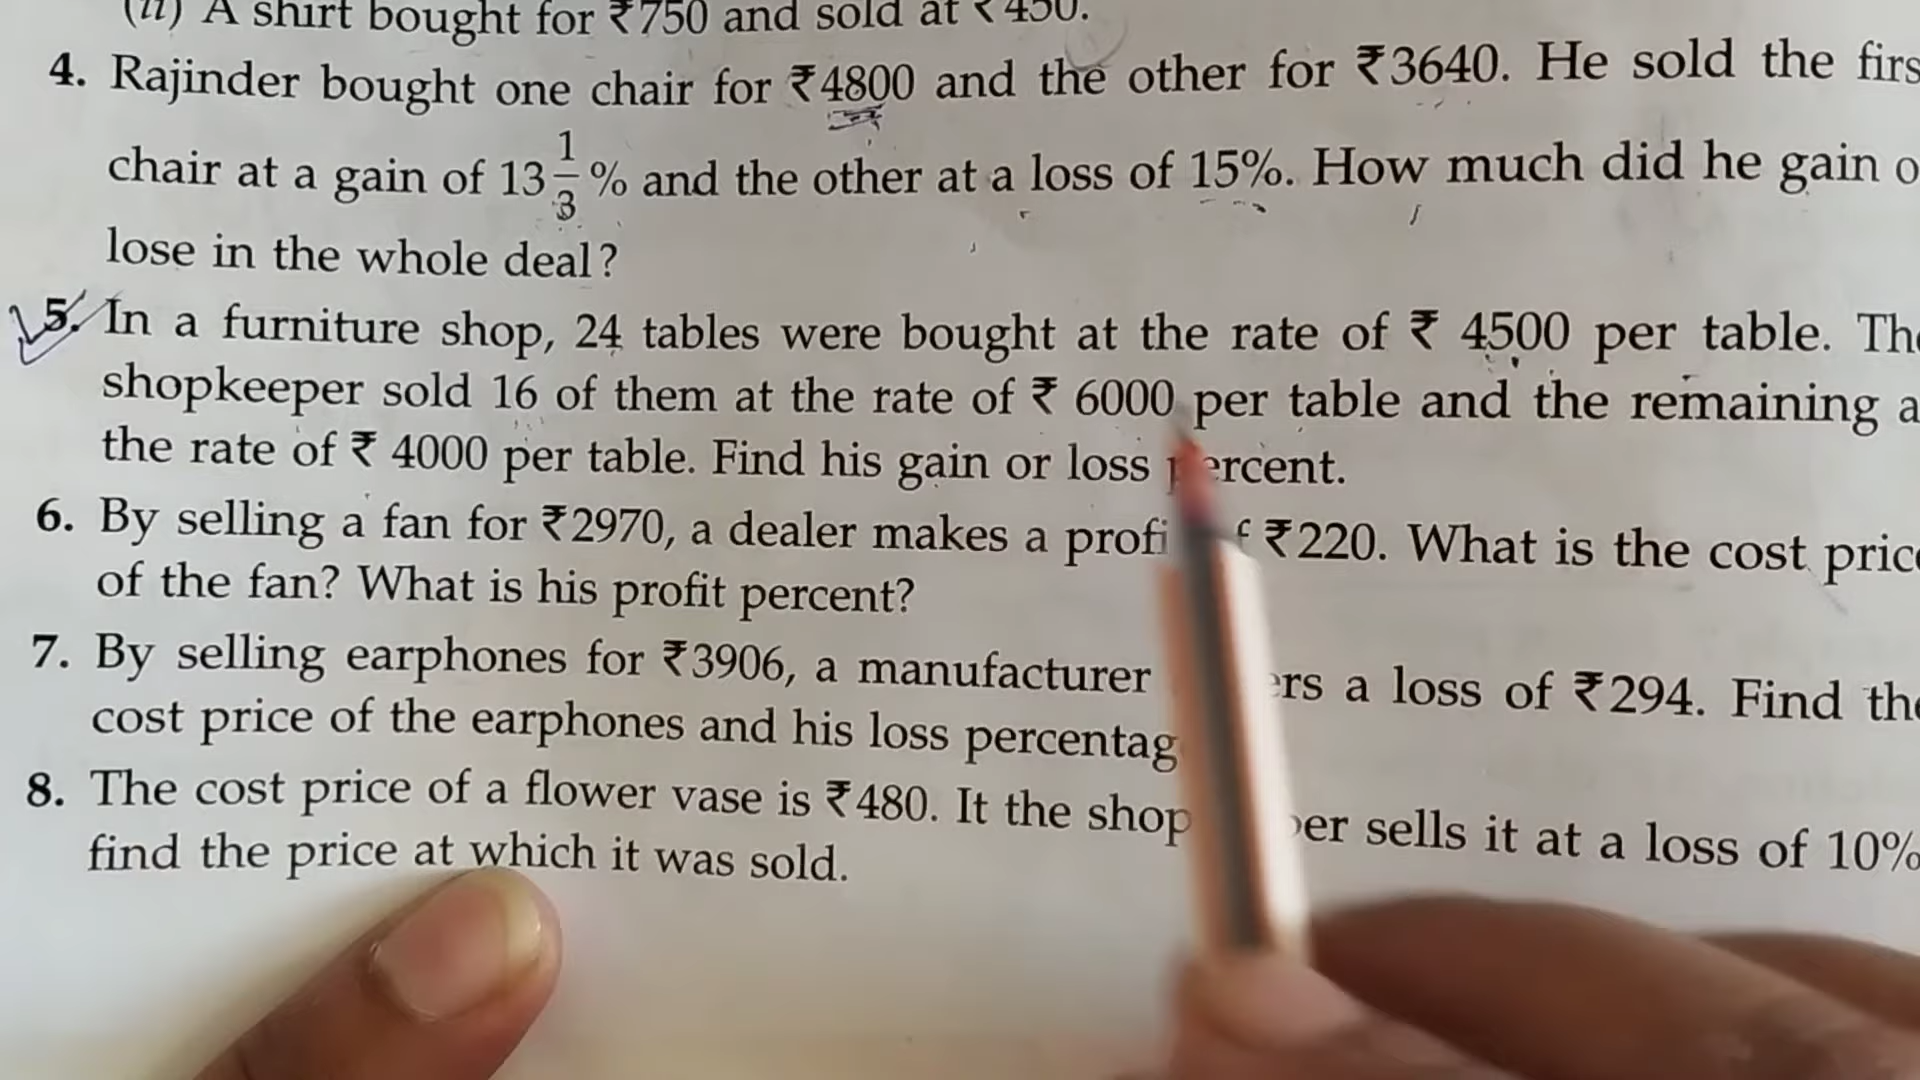 (ii) A shirt bought for ₹750 and sold at ₹450.
4. Rajinder bought one chair for ₹4800 and the other for ₹3640. He sold the firs
chair at a gain of 13 1/3 % and the other at a loss of 15%. How much did he gain o
lose in the whole deal?
5. In a furniture shop, 24 tables were bought at the rate of ₹ 4500 per table. The
shopkeeper sold 16 of them at the rate of ₹ 6000 per table and the remaining a
the rate of ₹ 4000 per table. Find his gain or loss percent.
6. By selling a fan for ₹2970, a dealer makes a profi f ₹220. What is the cost price
of the fan? What is his profit percent?
7. By selling earphones for ₹3906, a manufacturer ers a loss of ₹294. Find the
cost price of the earphones and his loss percentag
8. The cost price of a flower vase is ₹480. It the shop per sells it at a loss of 10%
find the price at which it was sold.